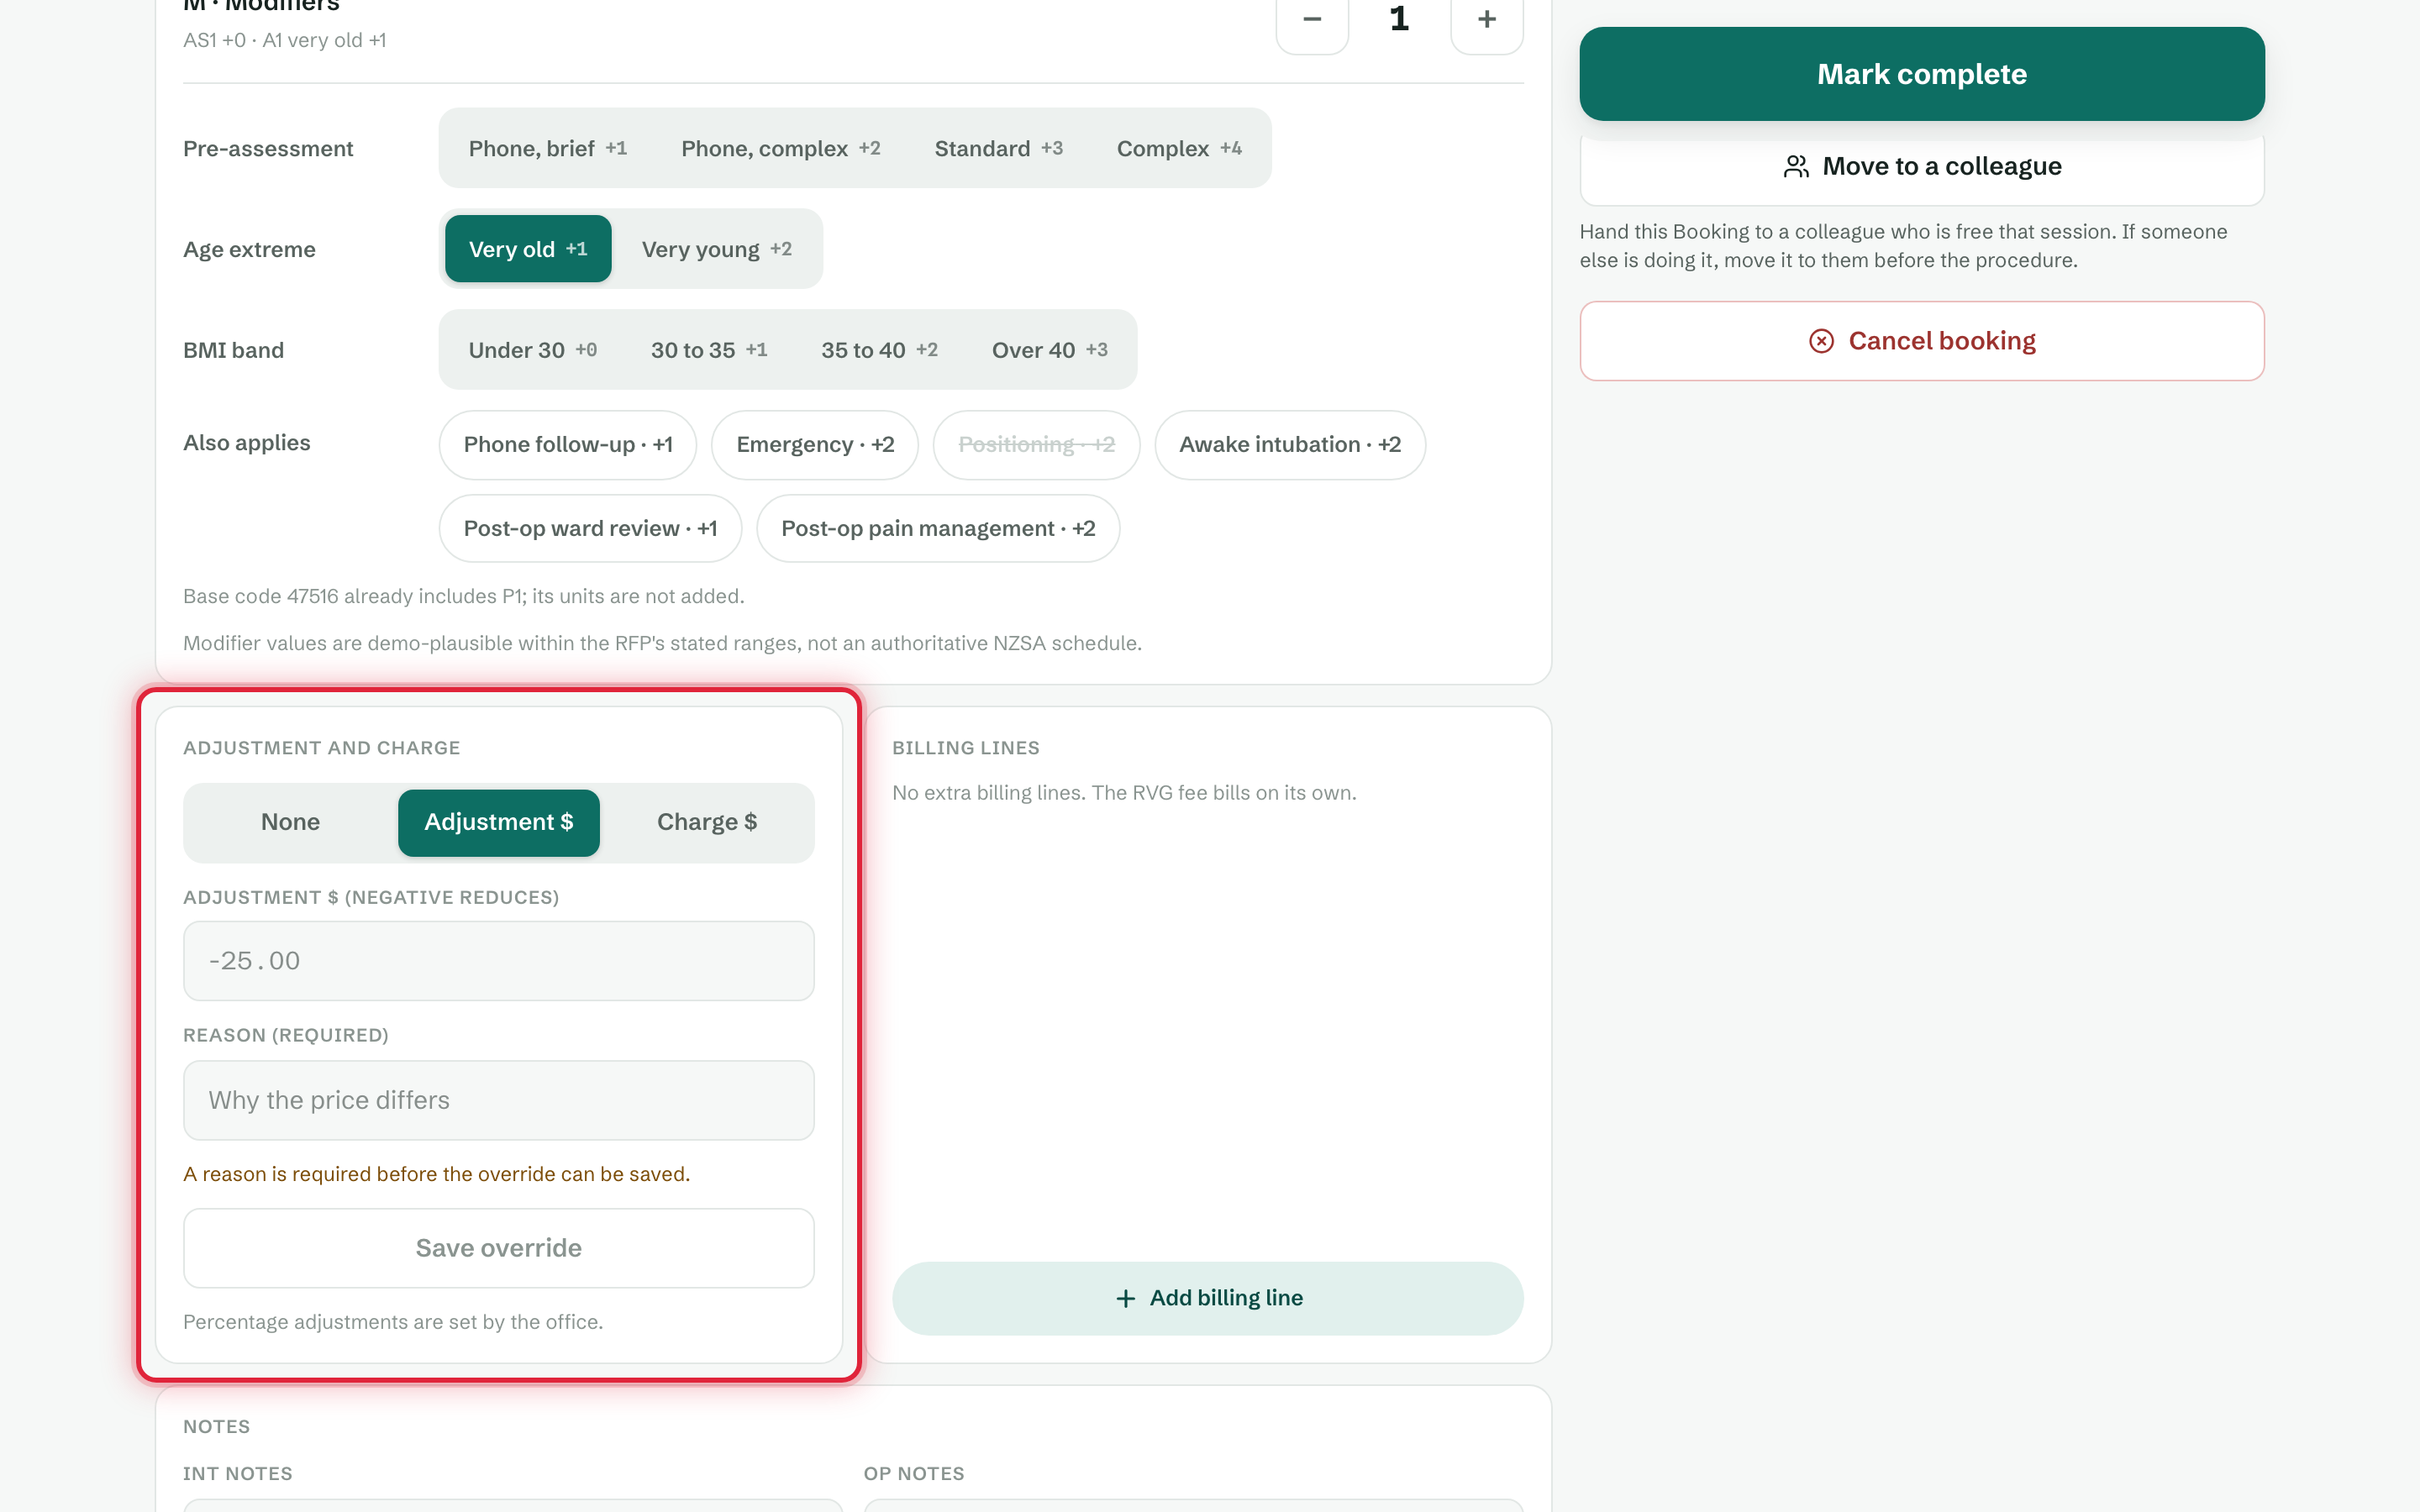 M · Modifiers
AS1 +0 · A1 very old +1
− 1 +
Mark complete
Move to a colleague
Hand this Booking to a colleague who is free that session. If someone
else is doing it, move it to them before the procedure.
Cancel booking
Pre-assessment
Phone, brief +1 Phone, complex +2 Standard +3 Complex +4
Age extreme
Very old +1 Very young +2
BMI band
Under 30 +0 30 to 35 +1 35 to 40 +2 Over 40 +3
Also applies
Phone follow-up · +1 Emergency · +2 Positioning · +2 Awake intubation · +2
Post-op ward review · +1 Post-op pain management · +2
Base code 47516 already includes P1; its units are not added.
Modifier values are demo-plausible within the RFP's stated ranges, not an authoritative NZSA schedule.
ADJUSTMENT AND CHARGE
None Adjustment $ Charge $
ADJUSTMENT $ (NEGATIVE REDUCES)
-25.00
REASON (REQUIRED)
Why the price differs
A reason is required before the override can be saved.
Save override
Percentage adjustments are set by the office.
BILLING LINES
No extra billing lines. The RVG fee bills on its own.
+ Add billing line
NOTES
INT NOTES
OP NOTES